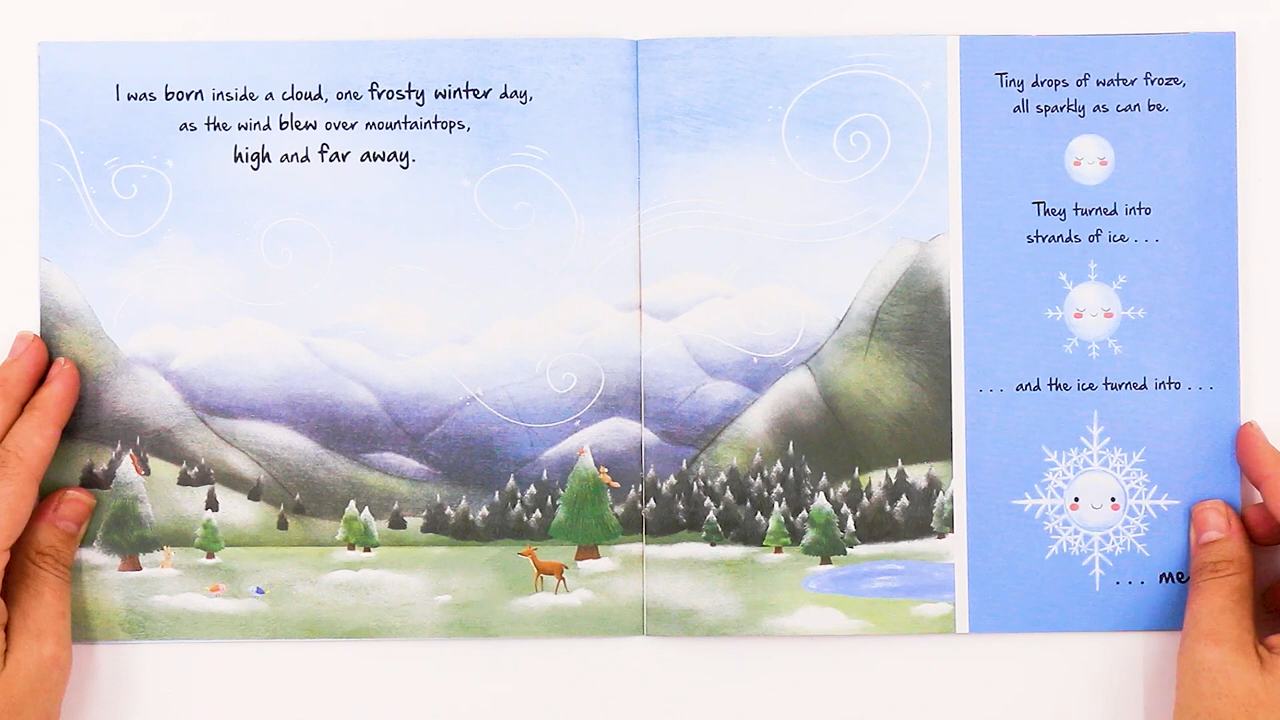 I was born inside a cloud, one frosty winter day,
as the wind blew over mountaintops,
high and far away.
Tiny drops of water froze,
all sparkly as can be.
They turned into
strands of ice . . .
. . . and the ice turned into . . .
. . . me